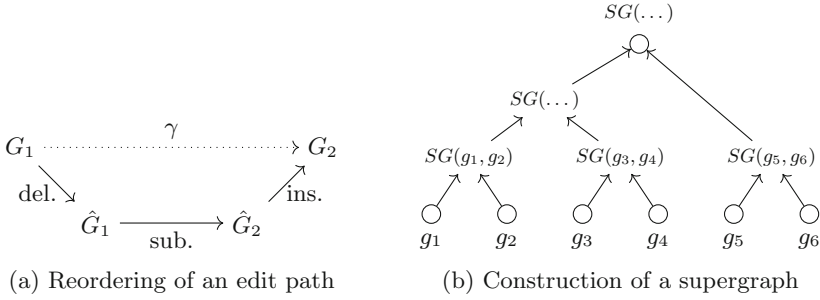 SG(...)
SG(...)
γ
G₁ G₂
SG(g₁, g₂) SG(g₃, g₄) SG(g₅, g₆)
del. ins.
Ĝ₁ Ĝ₂
sub.
g₁ g₂ g₃ g₄ g₅ g₆
(a) Reordering of an edit path
(b) Construction of a supergraph